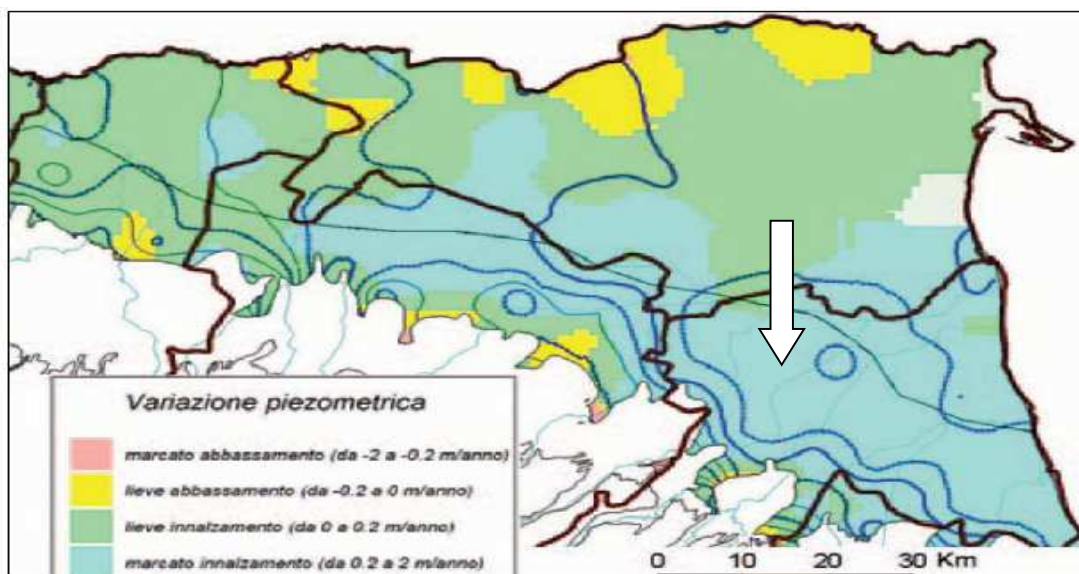 Variazione piezometrica
marcato abbassamento (da -2 a -0.2 m/anno)
lieve abbassamento (da -0.2 a 0 m/anno)
lieve innalzamento (da 0 a 0.2 m/anno)
marcato innalzamento (da 0.2 a 2 m/anno)
0 10 20 30 Km